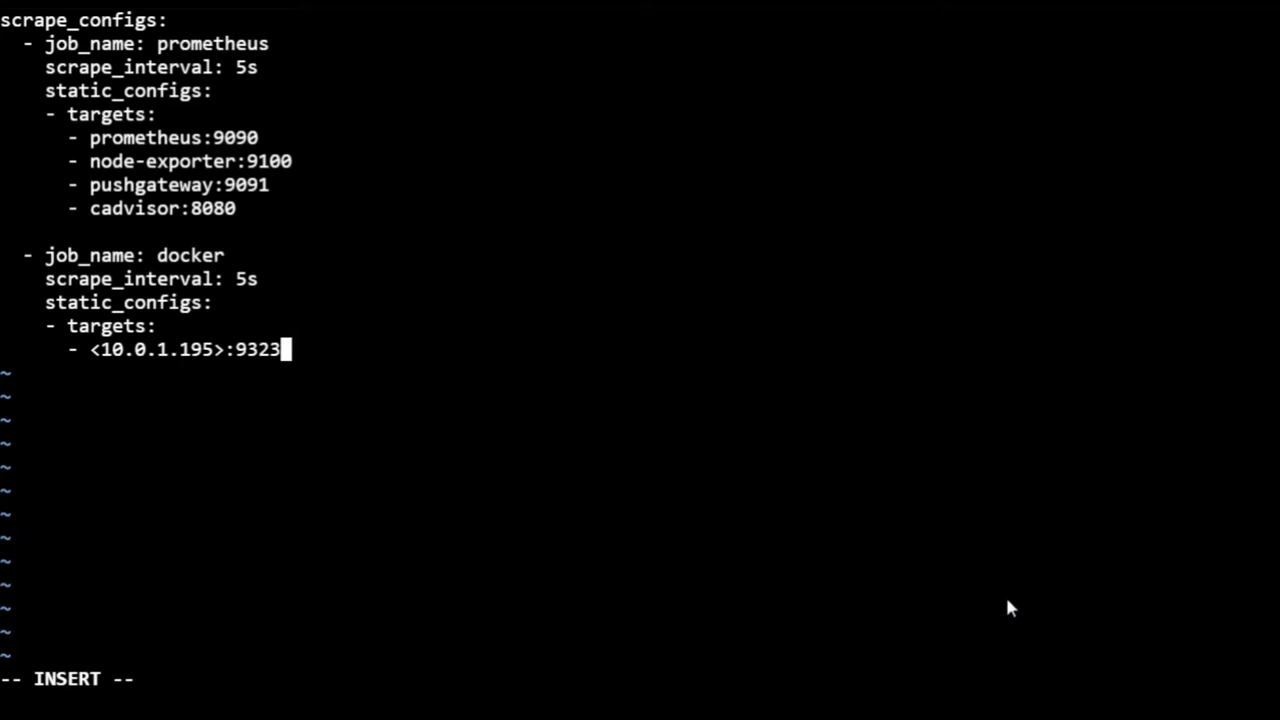 scrape_configs:
  - job_name: prometheus
    scrape_interval: 5s
    static_configs:
    - targets:
      - prometheus:9090
      - node-exporter:9100
      - pushgateway:9091
      - cadvisor:8080

  - job_name: docker
    scrape_interval: 5s
    static_configs:
    - targets:
      - <10.0.1.195>:9323
~
~
~
~
~
~
~
~
~
~
~
~
~
-- INSERT --